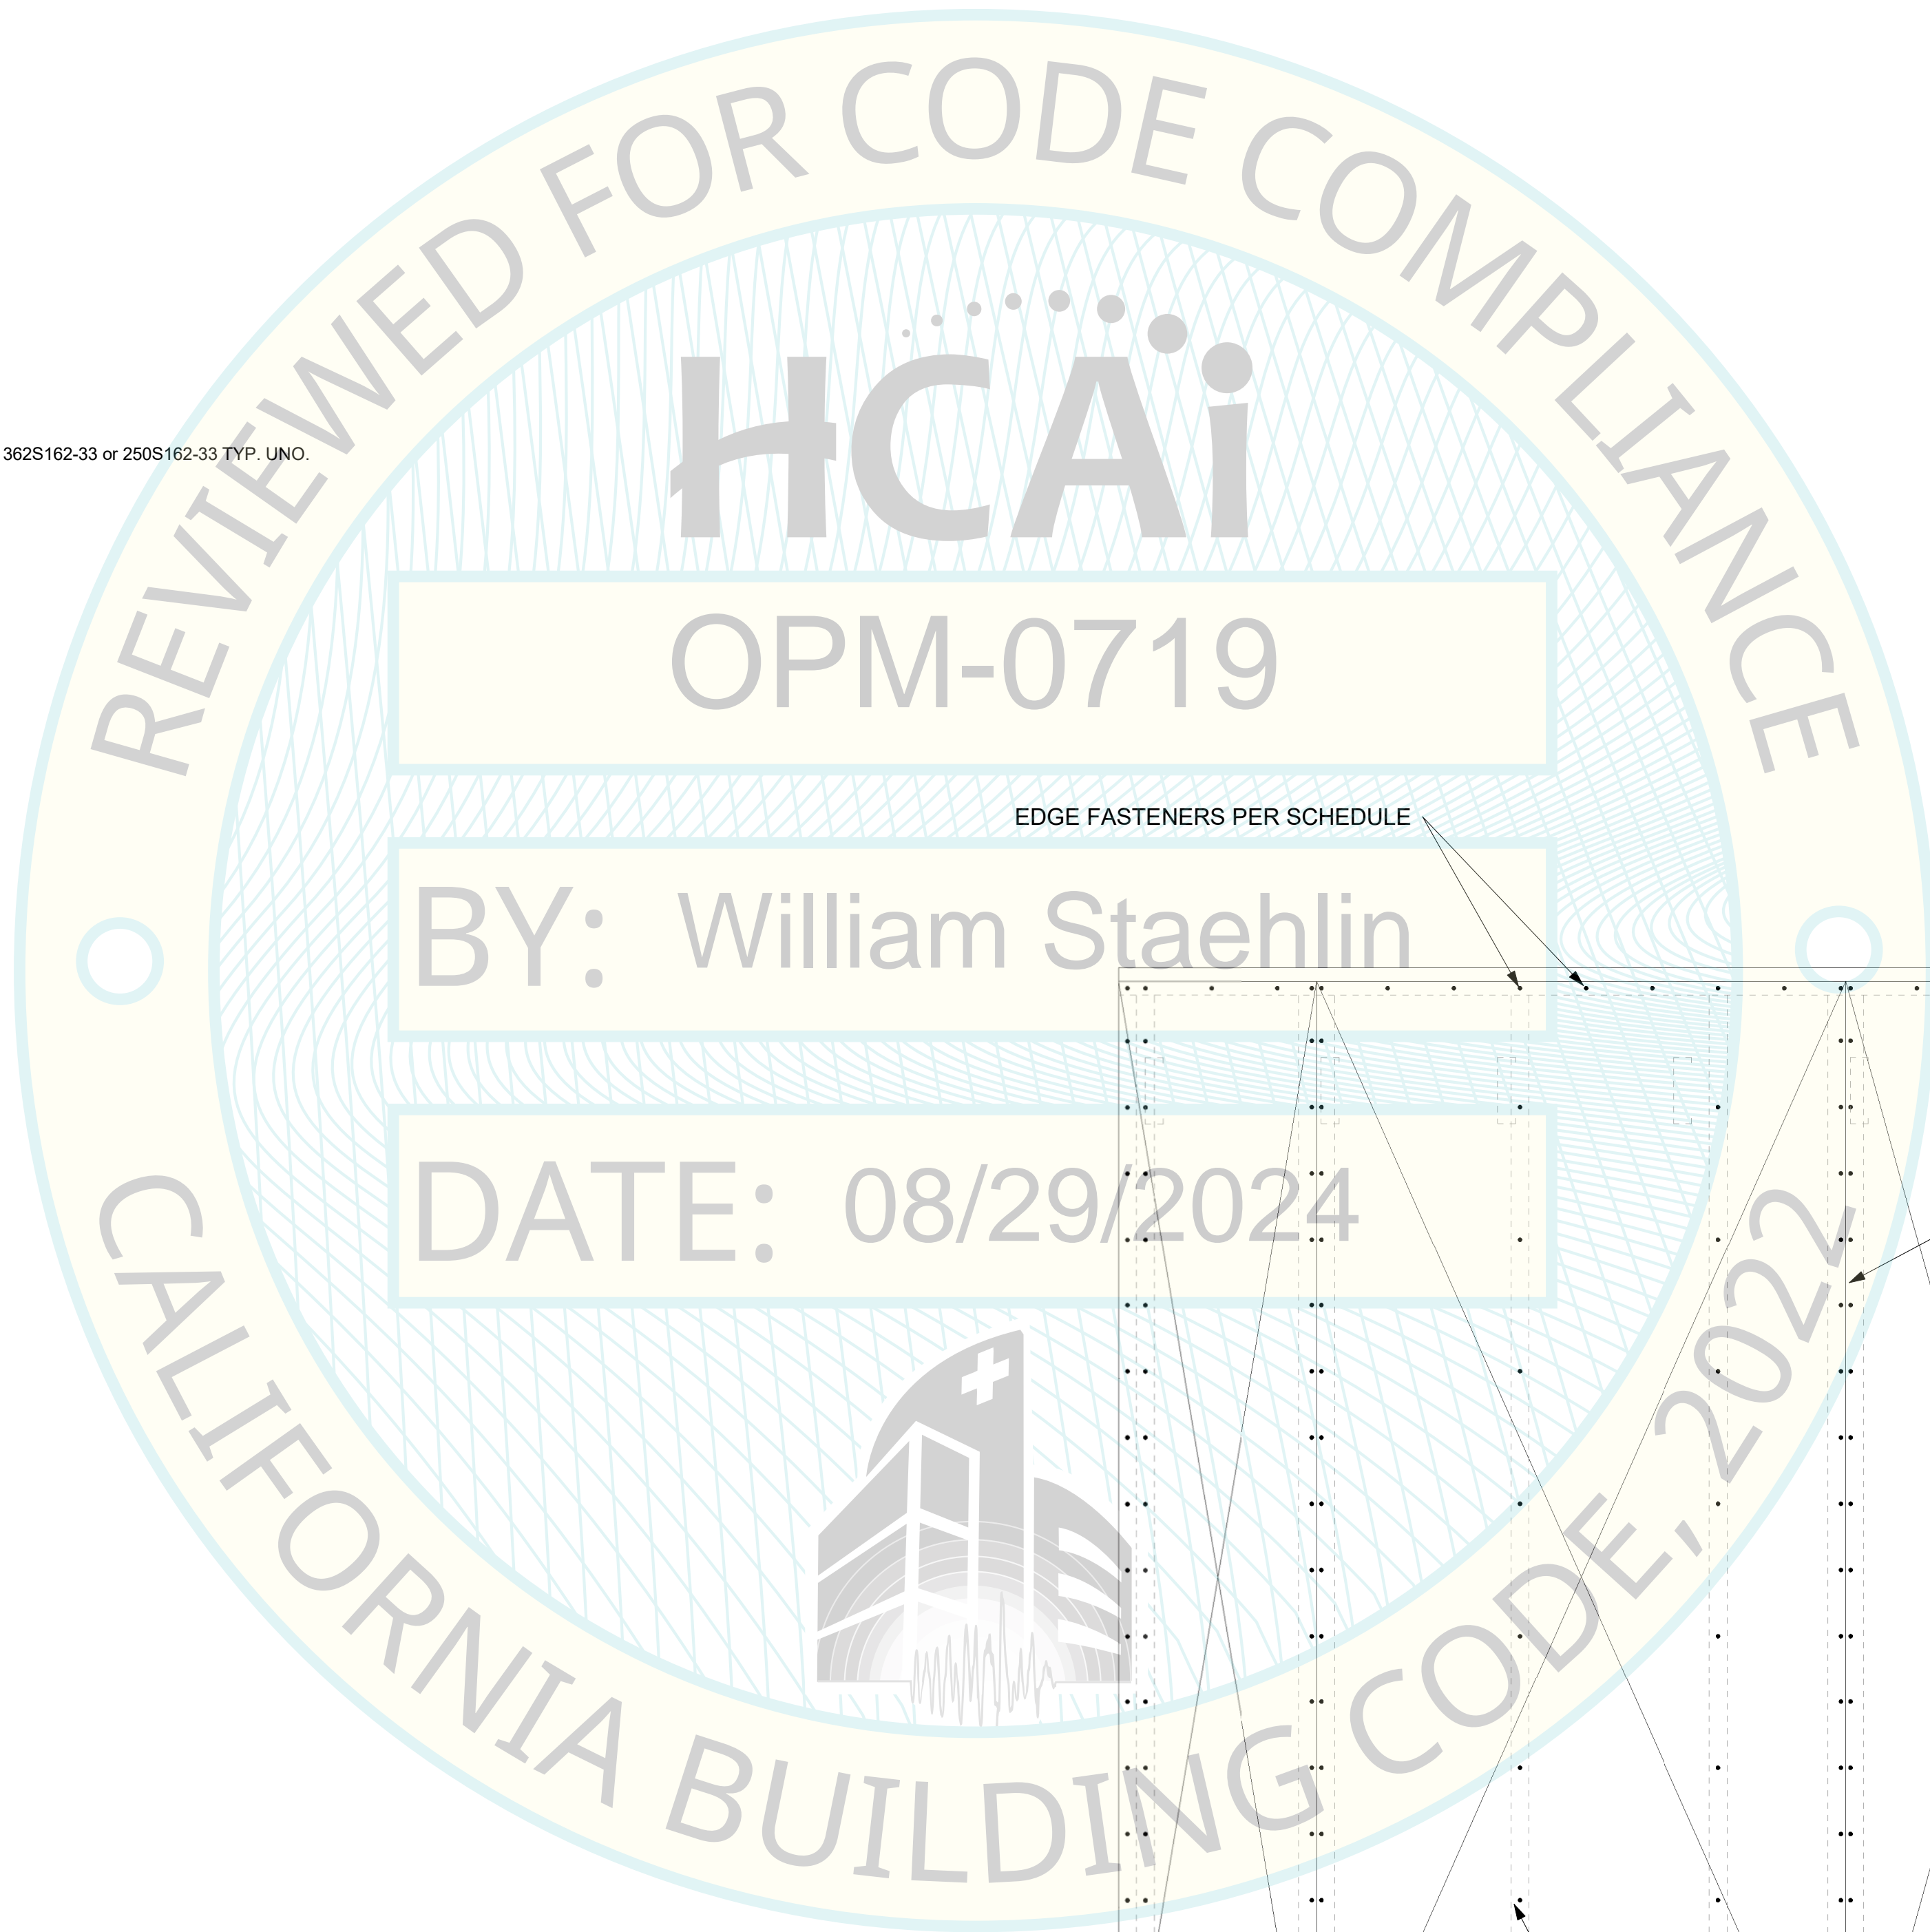 REVIEWED FOR CODE COMPLIANCE
HCAi
362S162-33 or 250S162-33 TYP. UNO.
OPM-0719
EDGE FASTENERS PER SCHEDULE
BY: William Staehlin
DATE: 08/29/2024
CALIFORNIA BUILDING CODE, 2022